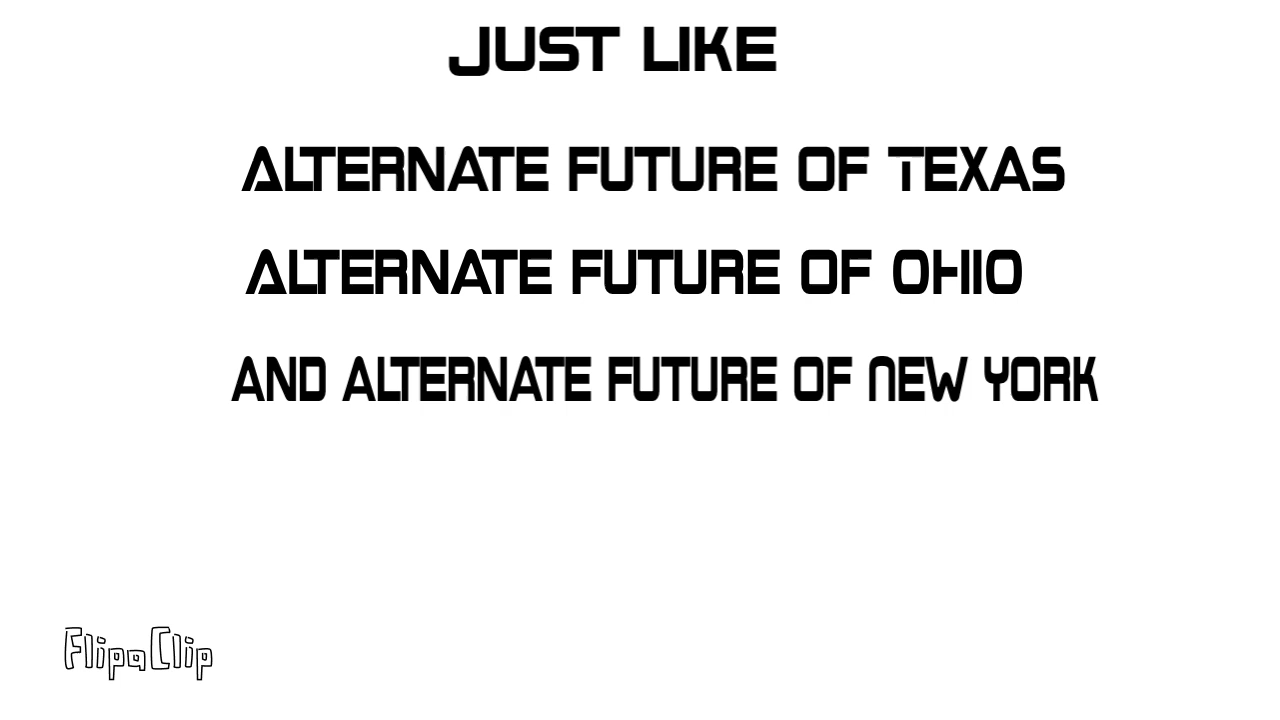 JUST LIKE
ALTERNATE FUTURE OF TEXAS
ALTERNATE FUTURE OF OHIO
AND ALTERNATE FUTURE OF NEW YORK
FlipaClip